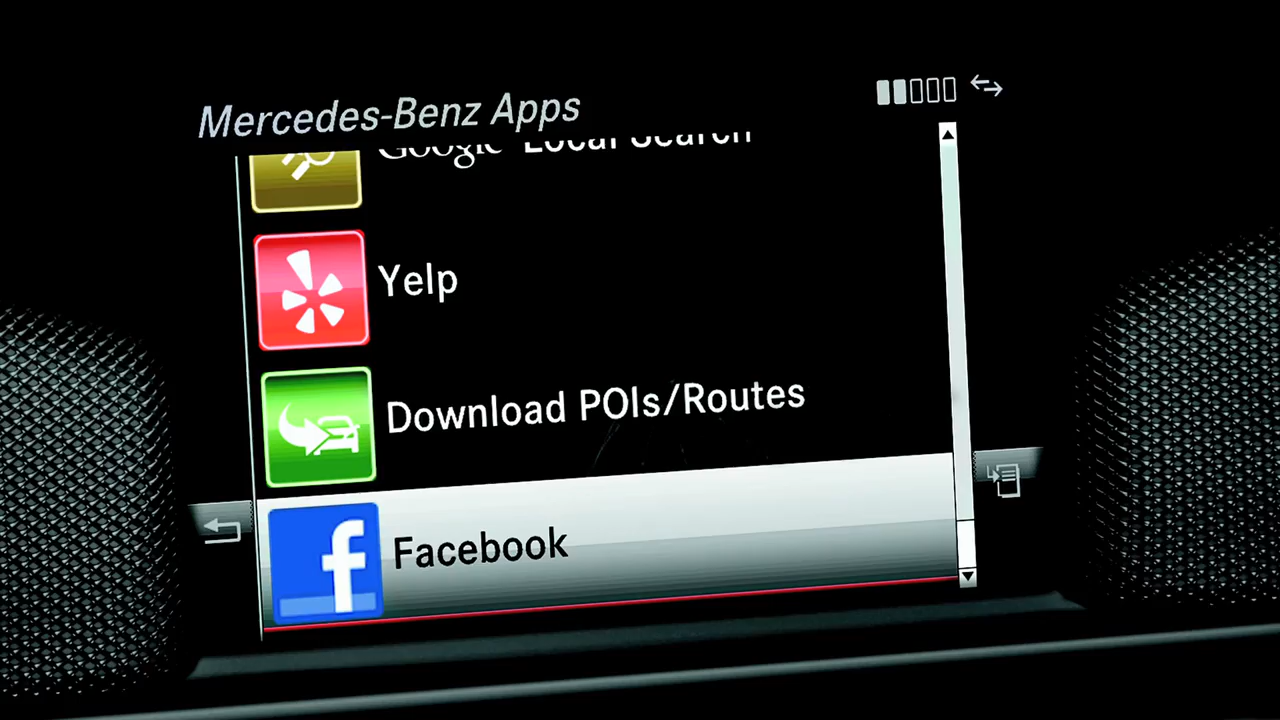 Mercedes-Benz Apps
Google Local Search
Yelp
Download POIs/Routes
Facebook